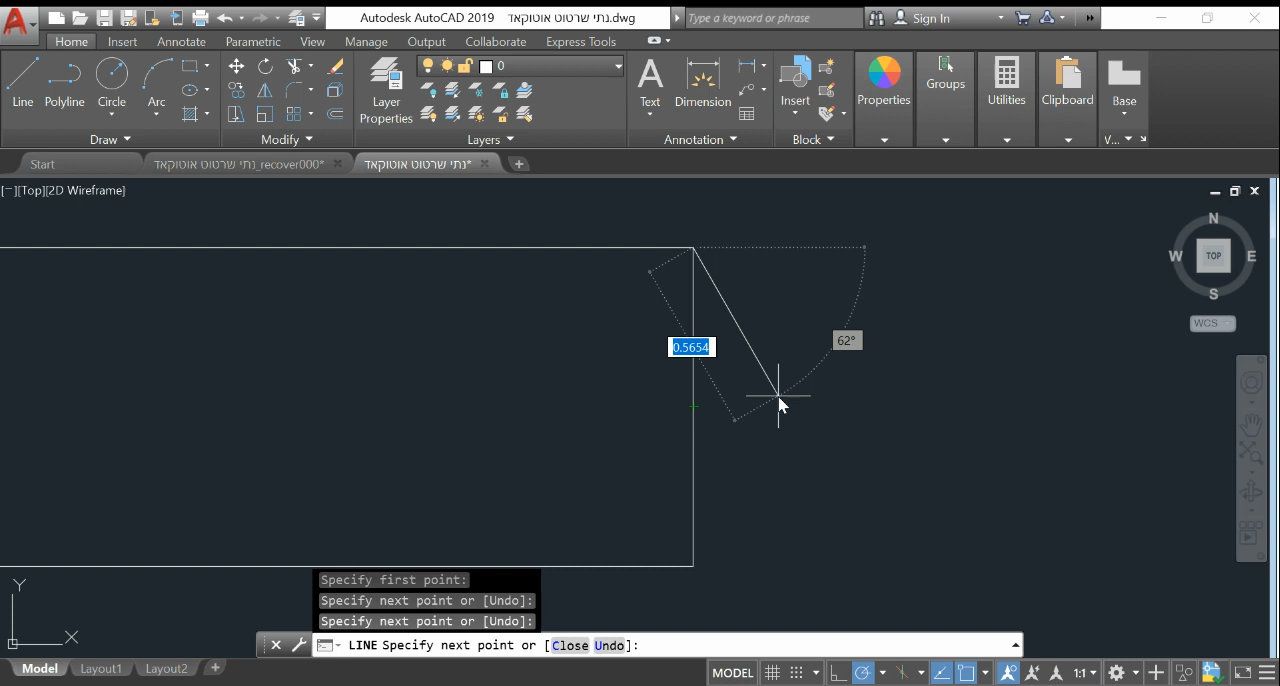 Autodesk AutoCAD 2019 נתי שרטוט אוטוקאד.dwg
Type a keyword or phrase
Sign In
Home Insert Annotate Parametric View Manage Output Collaborate Express Tools
0
Line Polyline Circle Arc
Layer
Properties
Text Dimension
Insert
Properties
Groups
Utilities
Clipboard
Base
Draw Modify Layers Annotation Block V...
Start נתי שרטוט אוטוקאד_recover000* נתי שרטוט אוטוקאד*
[−][Top][2D Wireframe]
N
W TOP E
S
WCS
62°
0.5654
Y
X
Specify first point:
Specify next point or [Undo]:
Specify next point or [Undo]:
LINE Specify next point or [Close Undo]:
Model Layout1 Layout2
MODEL 1:1